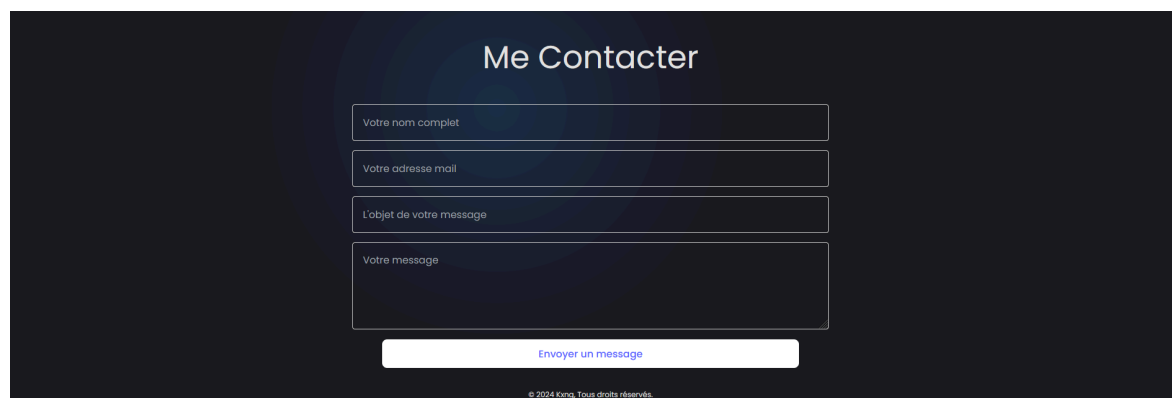 Me Contacter
Votre nom complet
Votre adresse mail
L'objet de votre message
Votre message
Envoyer un message
© 2024 Kxng, Tous droits réservés.